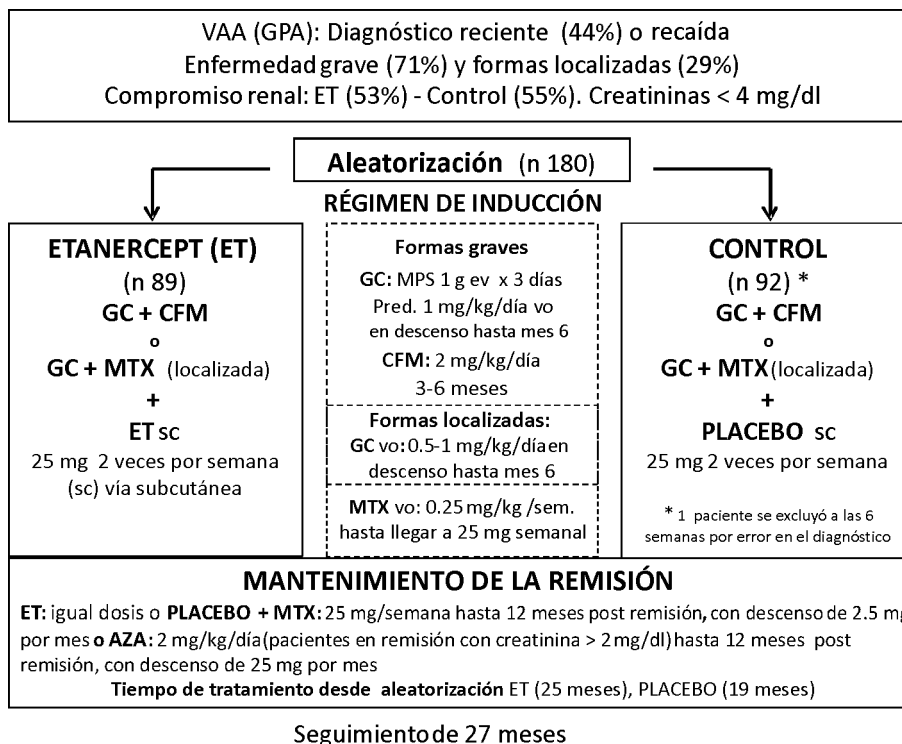 VAA (GPA): Diagnóstico reciente (44%) o recaída
Enfermedad grave (71%) y formas localizadas (29%)
Compromiso renal: ET (53%) - Control (55%). Creatininas < 4 mg/dl
Aleatorización (n 180)
RÉGIMEN DE INDUCCIÓN
ETANERCEPT (ET)
(n 89)
GC + CFM
o
GC + MTX (localizada)
+
ET sc
25 mg 2 veces por semana
(sc) vía subcutánea
Formas graves
GC: MPS 1 g ev x 3 días
Pred. 1 mg/kg/día vo
en descenso hasta mes 6
CFM: 2 mg/kg/día
3-6 meses
Formas localizadas:
GC vo: 0.5-1 mg/kg/día en
descenso hasta mes 6
MTX vo: 0.25 mg/kg /sem.
hasta llegar a 25 mg semanal
CONTROL
(n 92) *
GC + CFM
o
GC + MTX (localizada)
+
PLACEBO sc
25 mg 2 veces por semana
* 1 paciente se excluyó a las 6
semanas por error en el diagnóstico
MANTENIMIENTO DE LA REMISIÓN
ET: igual dosis o PLACEBO + MTX: 25 mg/semana hasta 12 meses post remisión, con descenso de 2.5 mg
por mes o AZA: 2 mg/kg/día (pacientes en remisión con creatinina > 2 mg/dl) hasta 12 meses post
remisión, con descenso de 25 mg por mes
Tiempo de tratamiento desde aleatorización ET (25 meses), PLACEBO (19 meses)
Seguimiento de 27 meses